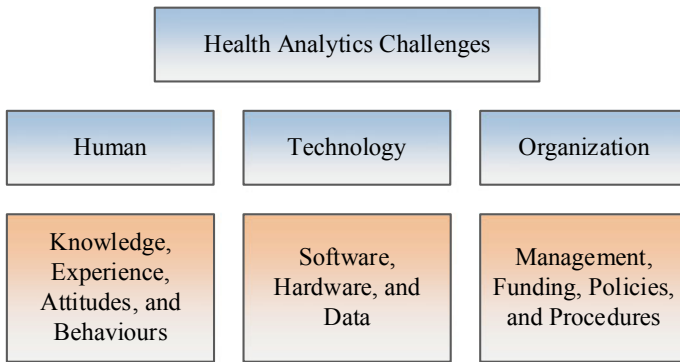 Health Analytics Challenges
Human
Technology
Organization
Knowledge,
Experience,
Attitudes, and
Behaviours
Software,
Hardware, and
Data
Management,
Funding, Policies,
and Procedures